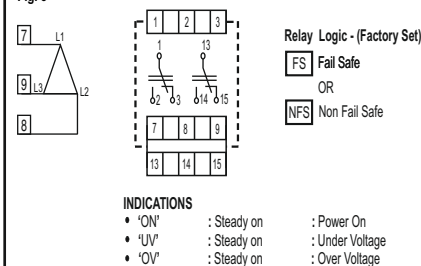 7 L1
9 L3 L2
8
1 2 3
1 13
2 3 14 15
7 8 9
13 14 15
Relay Logic - (Factory Set)
FS Fail Safe
OR
NFS Non Fail Safe
INDICATIONS
• 'ON' : Steady on : Power On
• 'UV' : Steady on : Under Voltage
• 'OV' : Steady on : Over Voltage